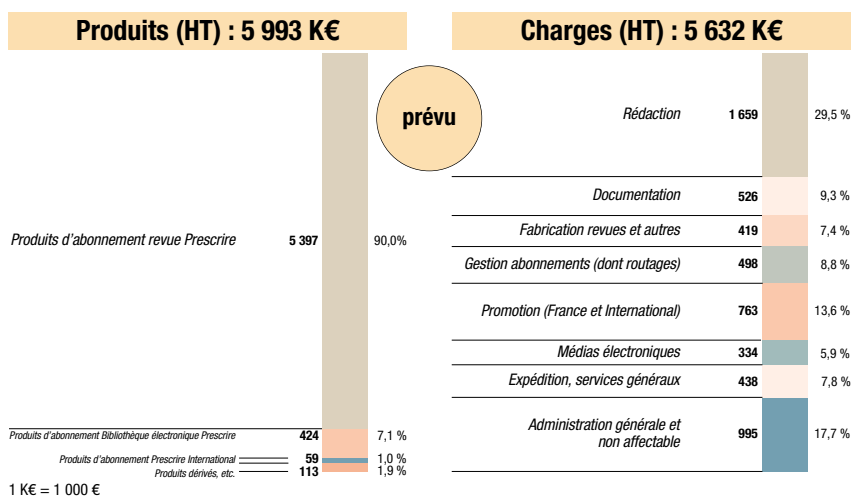 Produits (HT) : 5 993 K€
Produits d'abonnement revue Prescrire 5 397 90,0%
Produits d'abonnement Bibliothèque électronique Prescrire 424 7,1 %
Produits d'abonnement Prescrire International 59 1,0 %
Produits dérivés, etc. 113 1,9 %
1 K€ = 1 000 €
prévu
Charges (HT) : 5 632 K€
Rédaction 1 659 29,5 %
Documentation 526 9,3 %
Fabrication revues et autres 419 7,4 %
Gestion abonnements (dont routages) 498 8,8 %
Promotion (France et International) 763 13,6 %
Médias électroniques 334 5,9 %
Expédition, services généraux 438 7,8 %
Administration générale et
non affectable 995 17,7 %